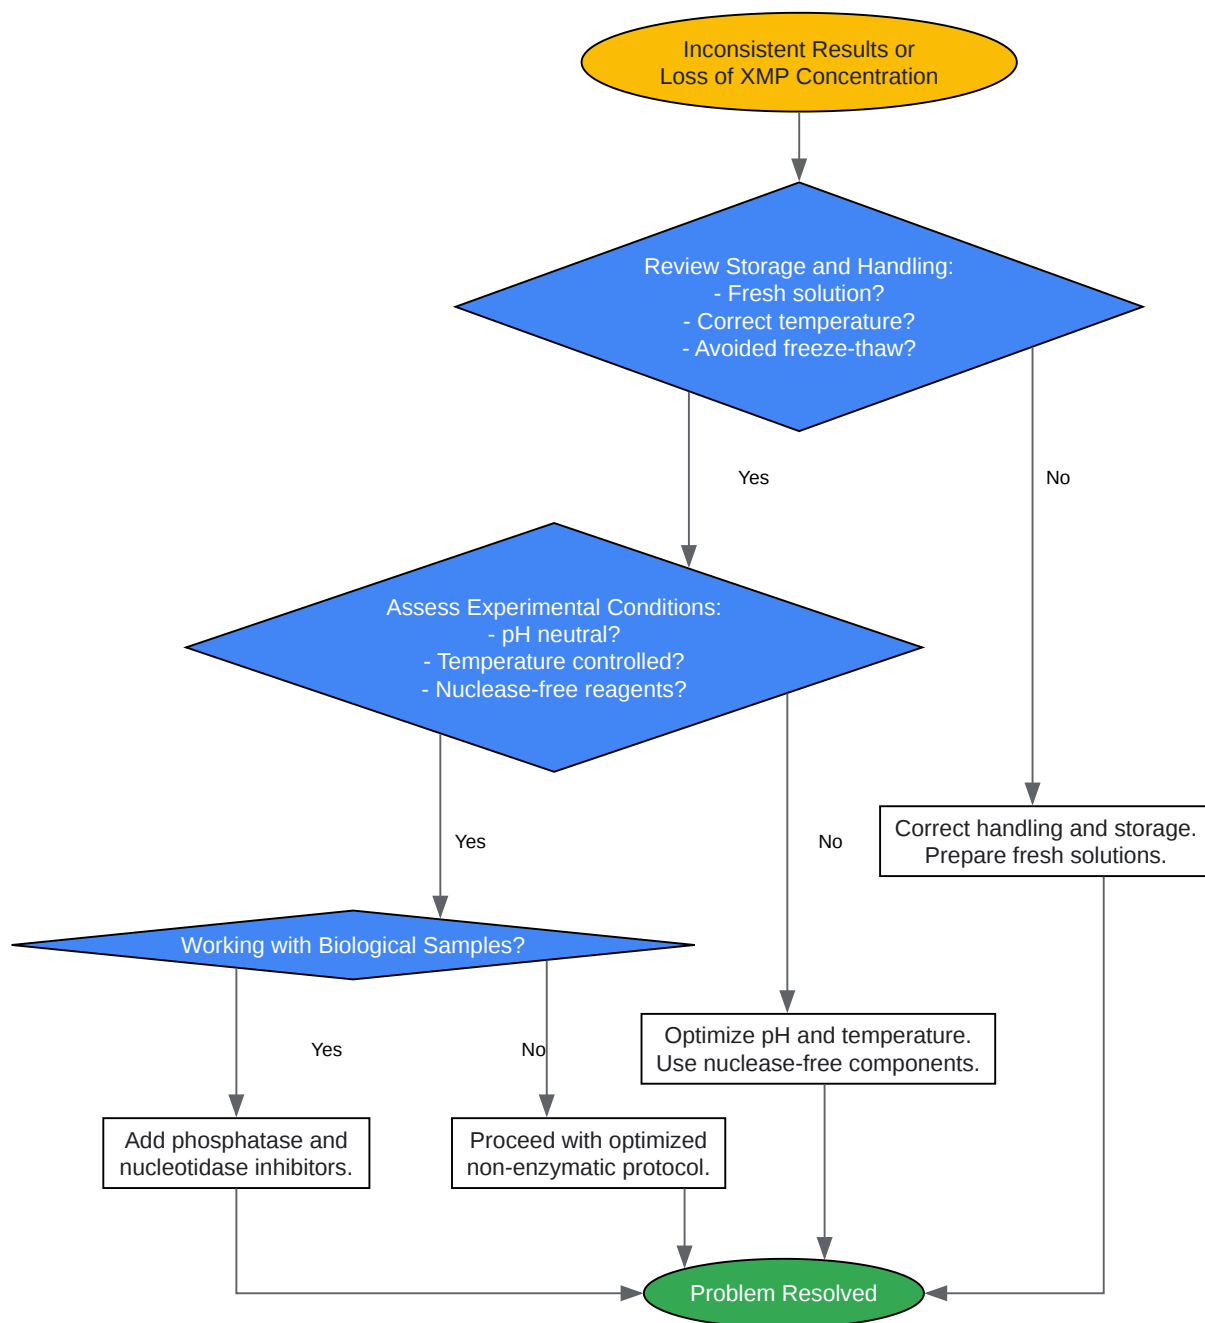 Inconsistent Results or
Loss of XMP Concentration
Review Storage and Handling:
- Fresh solution?
- Correct temperature?
- Avoided freeze-thaw?
Yes
No
Assess Experimental Conditions:
- pH neutral?
- Temperature controlled?
- Nuclease-free reagents?
Yes
No
Correct handling and storage.
Prepare fresh solutions.
Working with Biological Samples?
Yes
No
Optimize pH and temperature.
Use nuclease-free components.
Add phosphatase and
nucleotidase inhibitors.
Proceed with optimized
non-enzymatic protocol.
Problem Resolved